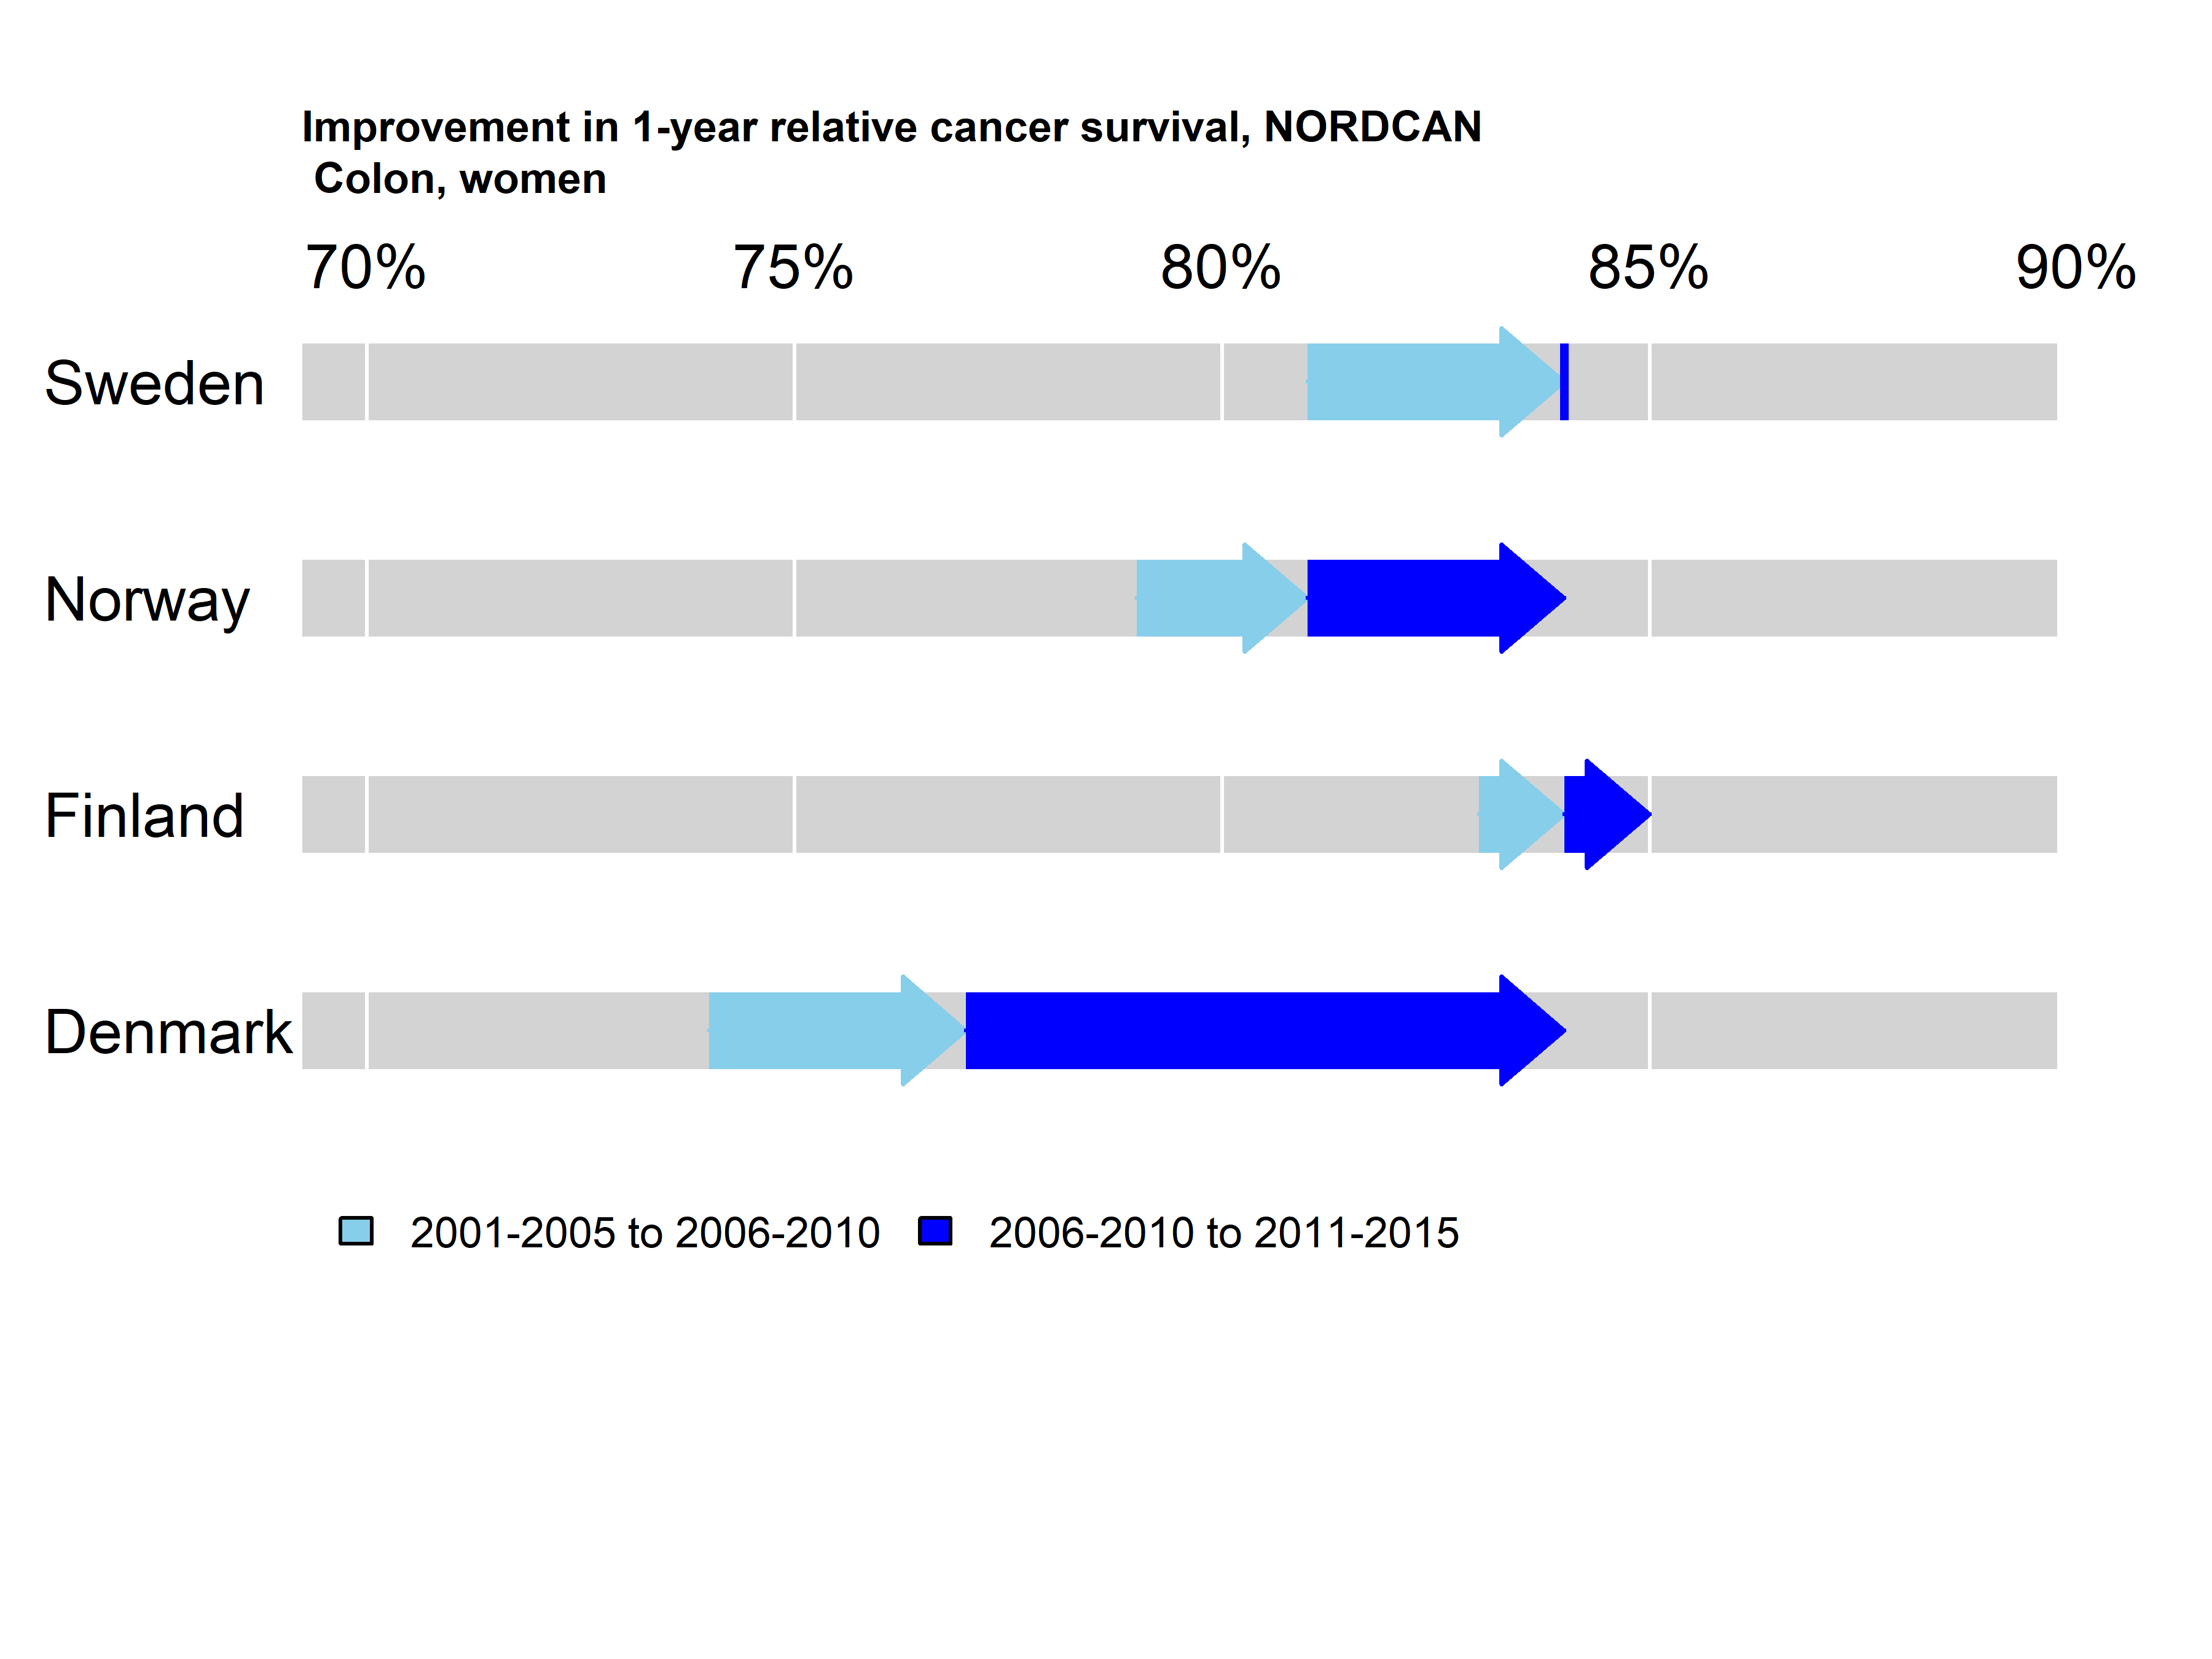 Improvement in 1-year relative cancer survival, NORDCAN
Colon, women
70% 75% 80% 85% 90%
Sweden
Norway
Finland
Denmark
2001-2005 to 2006-2010 2006-2010 to 2011-2015